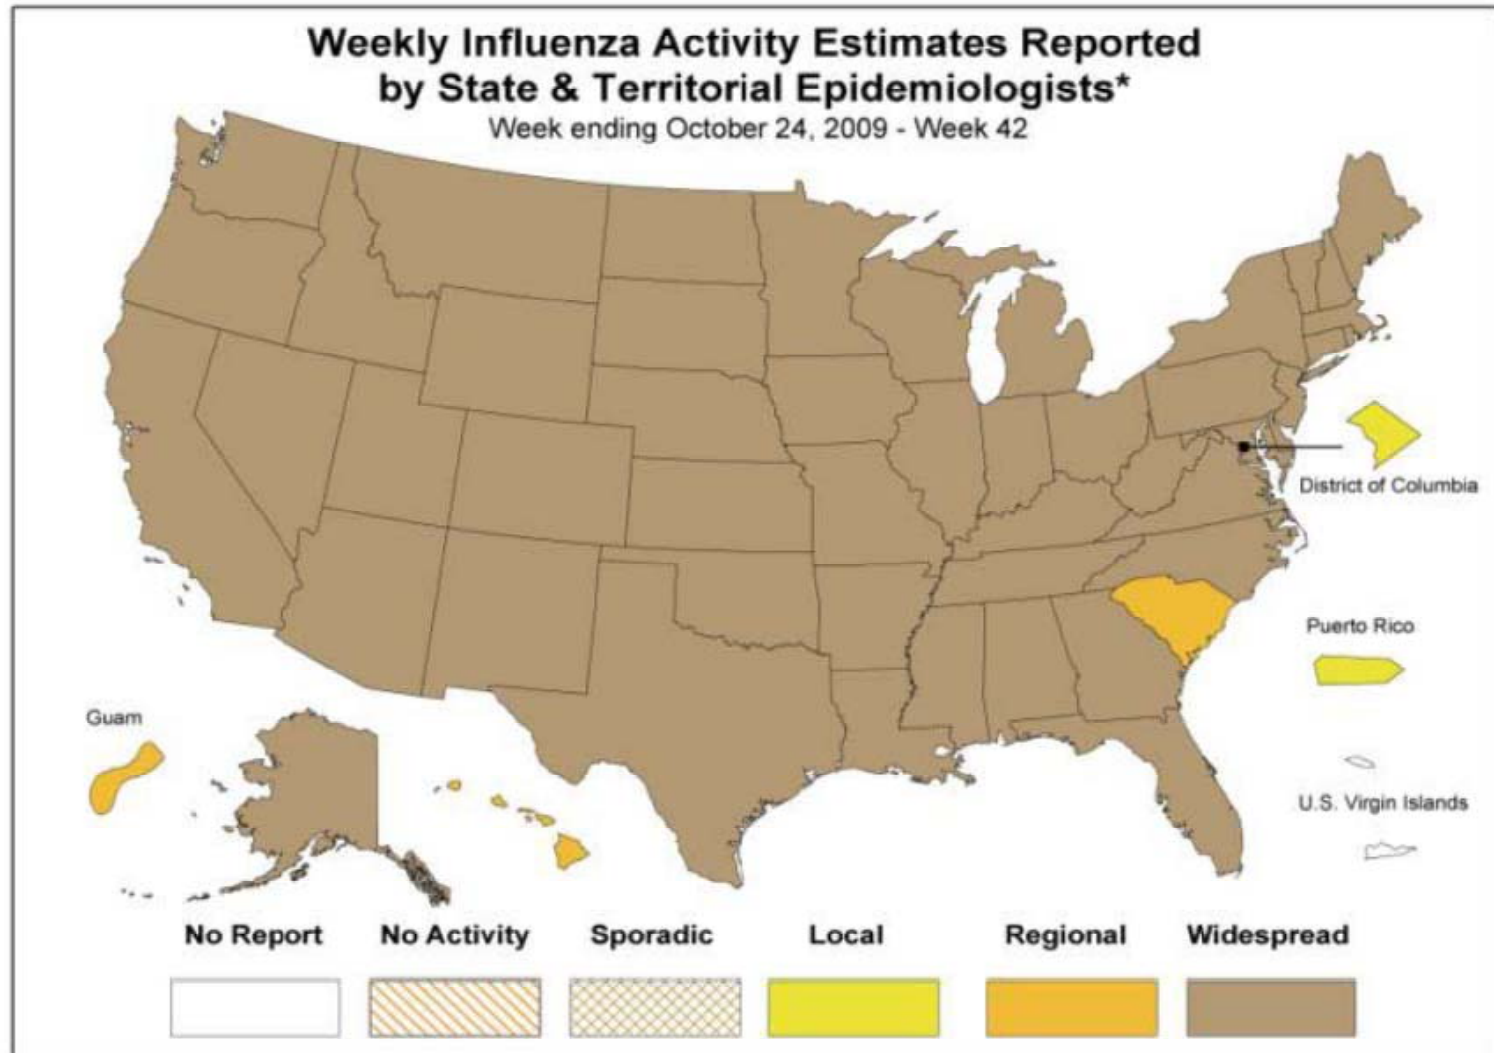 Weekly Influenza Activity Estimates Reported
by State & Territorial Epidemiologists*
Week ending October 24, 2009 - Week 42
District of Columbia
Puerto Rico
Guam
U.S. Virgin Islands
No Report
No Activity
Sporadic
Local
Regional
Widespread